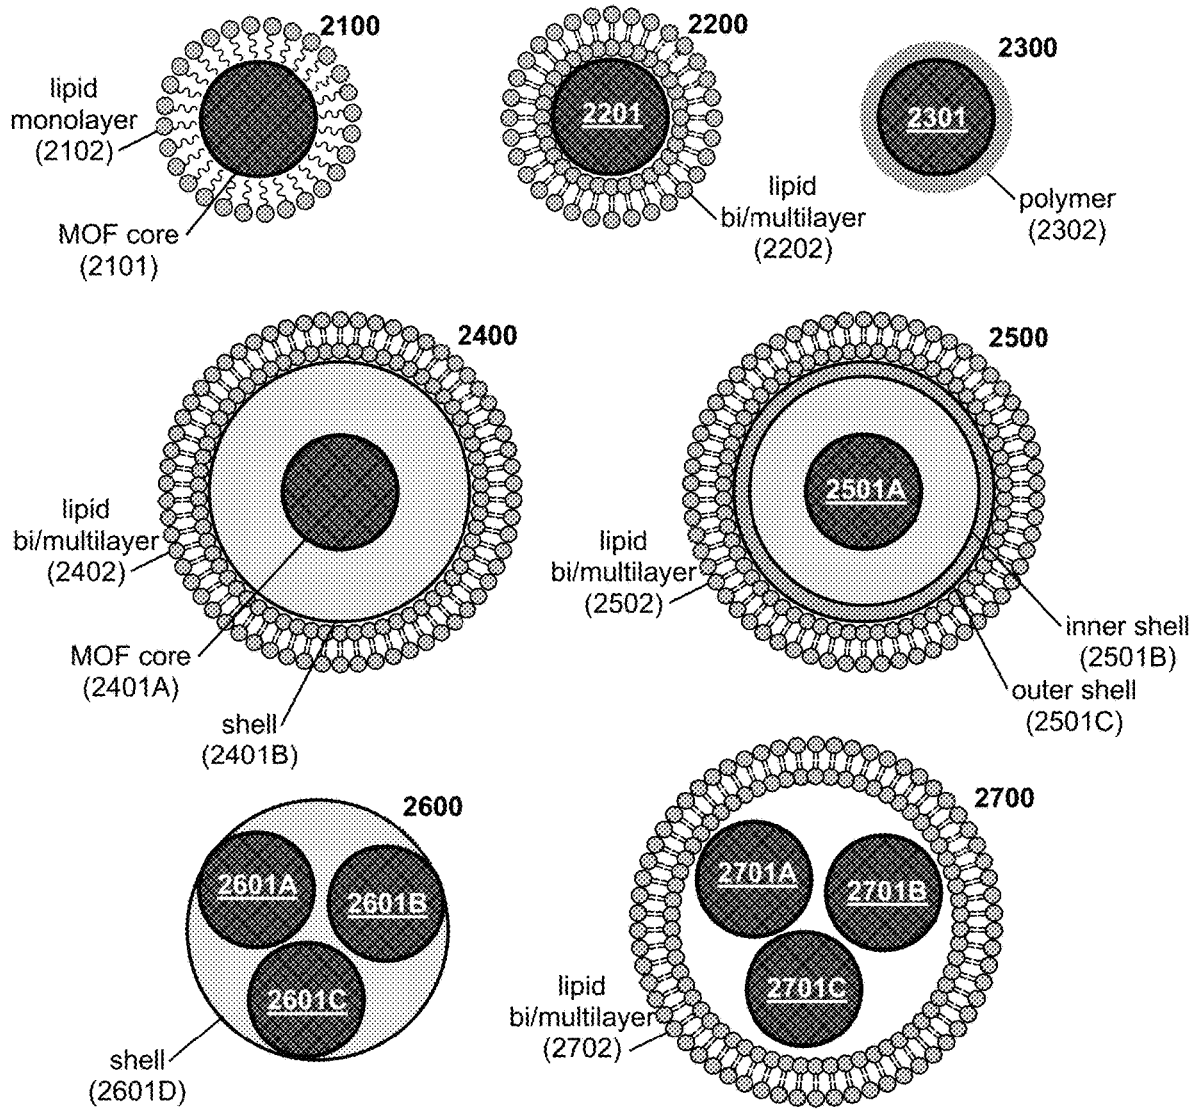 2100
lipid
monolayer
(2102)
MOF core
(2101)
2200
2201
lipid
bi/multilayer
(2202)
2300
2301
polymer
(2302)
2400
lipid
bi/multilayer
(2402)
MOF core
(2401A)
shell
(2401B)
2500
2501A
lipid
bi/multilayer
(2502)
inner shell
(2501B)
outer shell
(2501C)
2600
2601A
2601B
2601C
shell
(2601D)
2700
2701A
2701B
2701C
lipid
bi/multilayer
(2702)